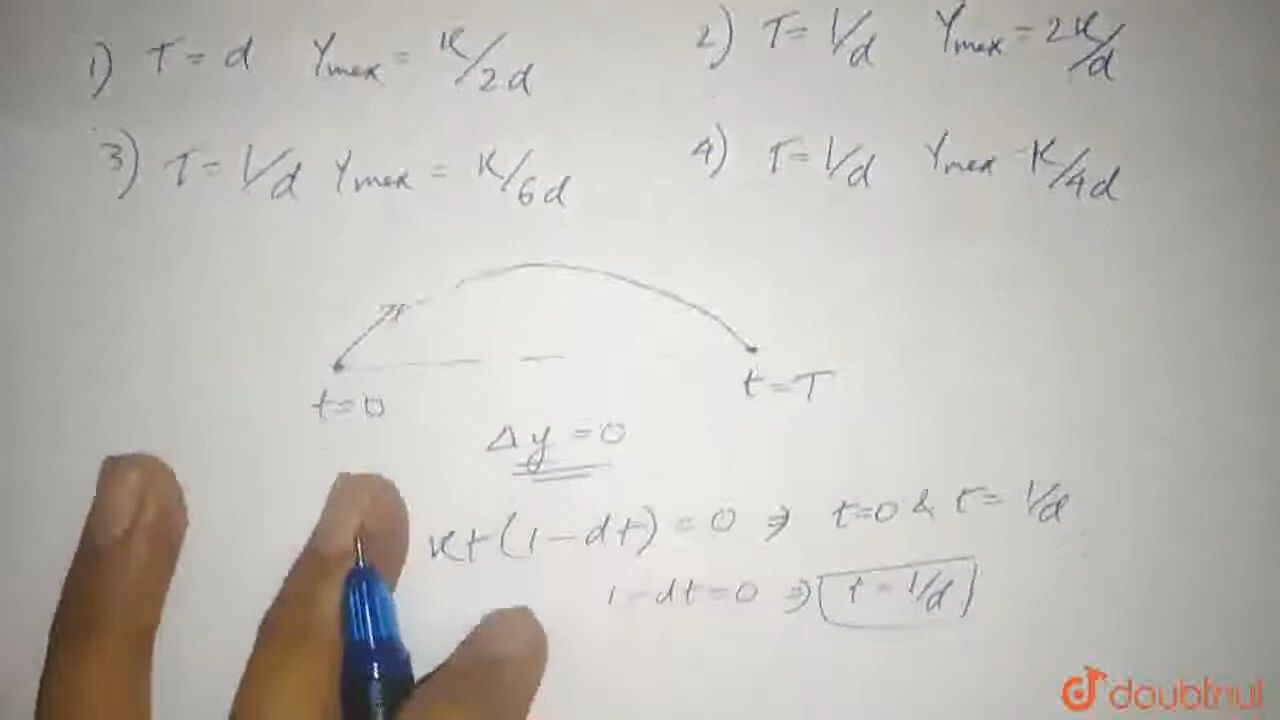 1) T = d Ymax = K/2d
2) T = 1/d Ymax = 2K/d
3) T = 1/d Ymax = K/6d
4) T = 1/d Ymax = K/4d
t=0
t=T
Δy = 0
Kt(1-dt) = 0 ⇒ t=0 & t= 1/d
1-dt=0 ⇒ t = 1/d
doubtnut